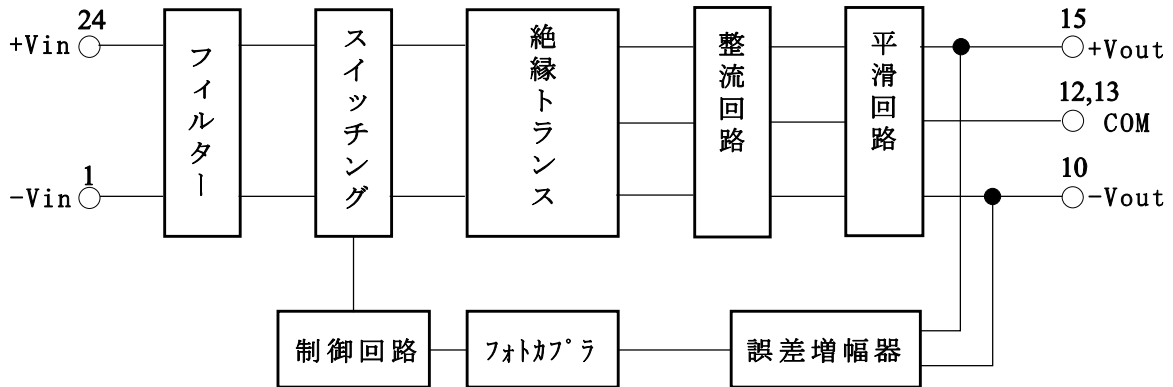 24
+Vin
1
-Vin
フィルター
スイッチング
絶縁トランス
整流回路
平滑回路
15
+Vout
12,13
COM
10
-Vout
制御回路
ﾌｫﾄｶﾌﾟﾗ
誤差増幅器